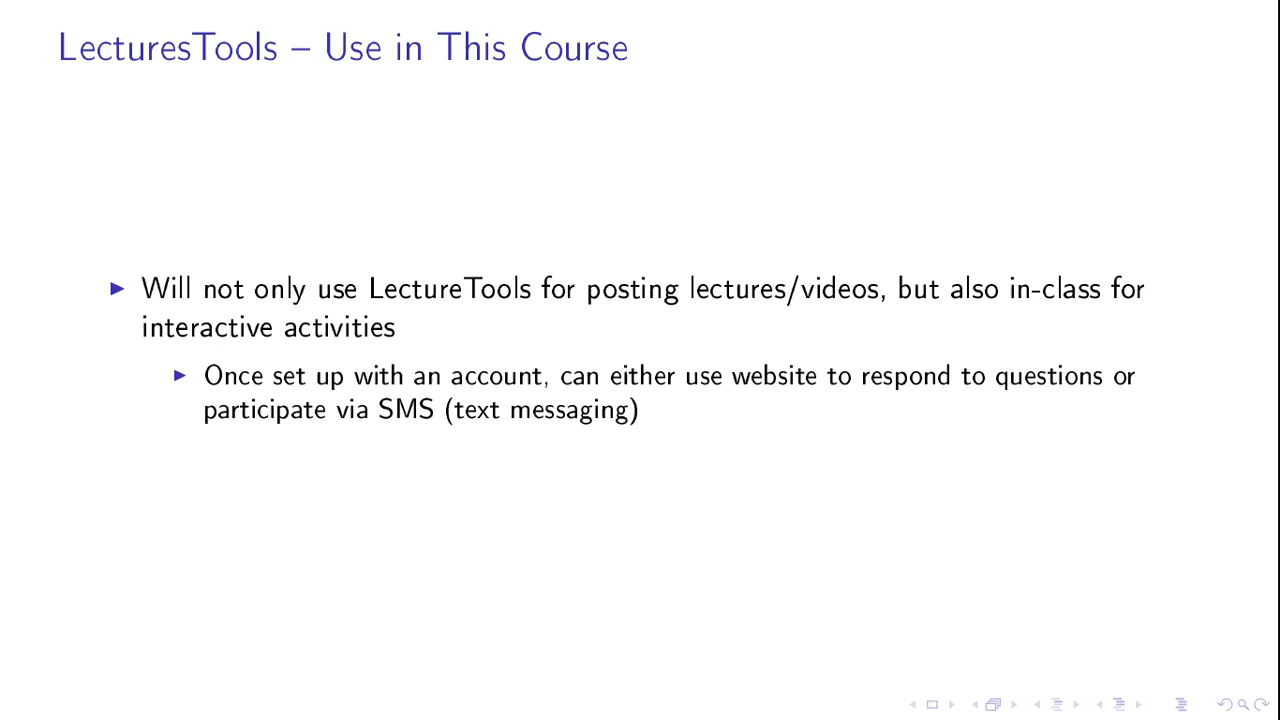 LecturesTools – Use in This Course
Will not only use LectureTools for posting lectures/videos, but also in-class for
interactive activities
Once set up with an account, can either use website to respond to questions or
participate via SMS (text messaging)